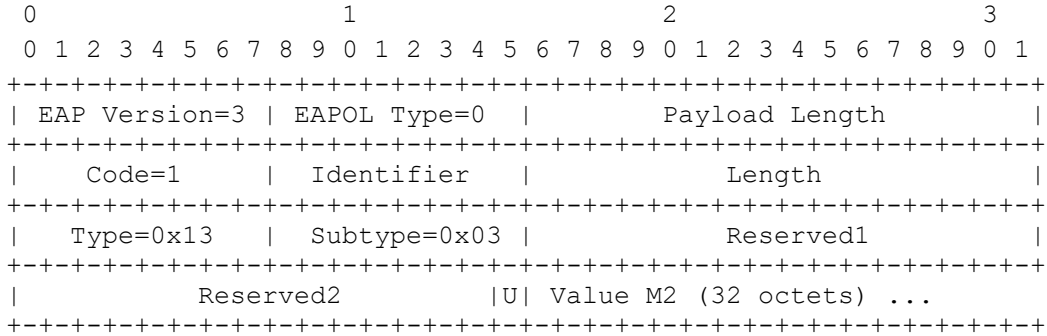 0                   1                   2                   3
 0 1 2 3 4 5 6 7 8 9 0 1 2 3 4 5 6 7 8 9 0 1 2 3 4 5 6 7 8 9 0 1
+-+-+-+-+-+-+-+-+-+-+-+-+-+-+-+-+-+-+-+-+-+-+-+-+-+-+-+-+-+-+-+-+
| EAP Version=3 | EAPOL Type=0  |        Payload Length         |
+-+-+-+-+-+-+-+-+-+-+-+-+-+-+-+-+-+-+-+-+-+-+-+-+-+-+-+-+-+-+-+-+
|    Code=1     |  Identifier   |            Length             |
+-+-+-+-+-+-+-+-+-+-+-+-+-+-+-+-+-+-+-+-+-+-+-+-+-+-+-+-+-+-+-+-+
|   Type=0x13   |  Subtype=0x03 |            Reserved1          |
+-+-+-+-+-+-+-+-+-+-+-+-+-+-+-+-+-+-+-+-+-+-+-+-+-+-+-+-+-+-+-+-+
|           Reserved2         |U| Value M2 (32 octets) ...
+-+-+-+-+-+-+-+-+-+-+-+-+-+-+-+-+-+-+-+-+-+-+-+-+-+-+-+-+-+-+-+-+